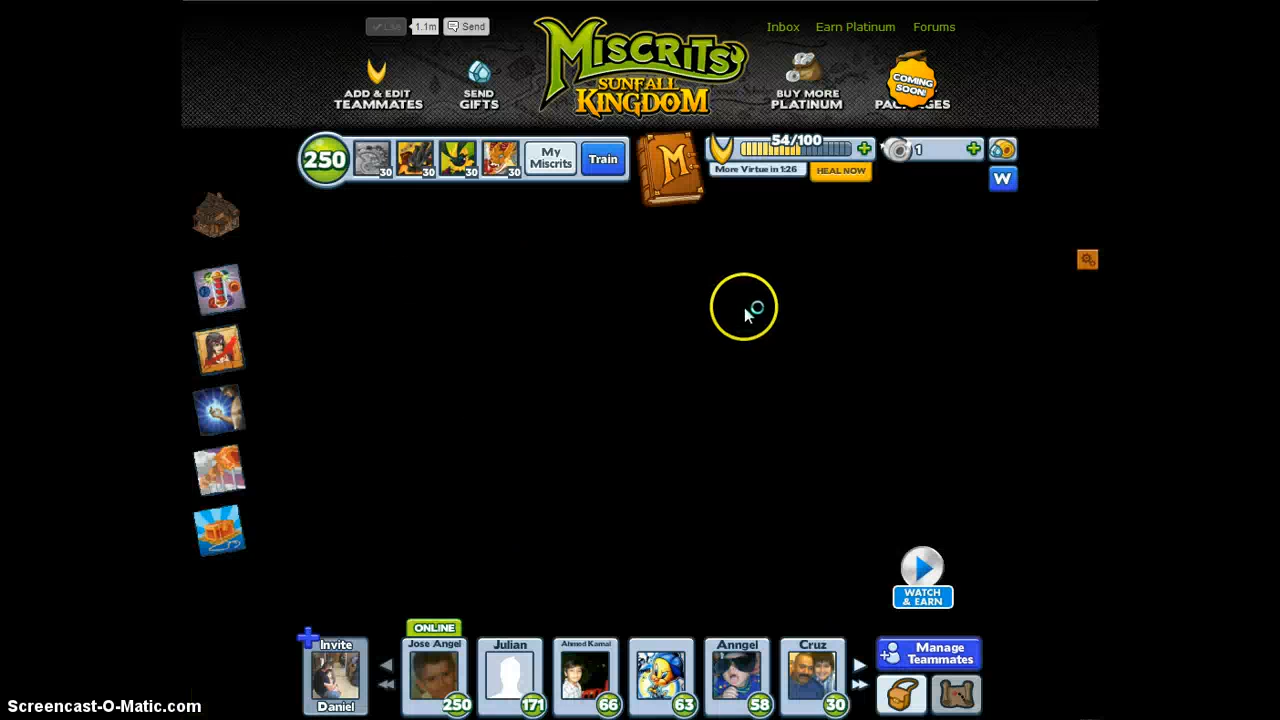 Like 1.1m Send
Inbox Earn Platinum Forums
MISCRITS
SUNFALL
KINGDOM
ADD & EDIT
TEAMMATES
SEND
GIFTS
BUY MORE
PLATINUM
COMING
SOON!
250
30 30 30 30
My
Miscrits
Train
M
54/100
More Virtue in 1:26
HEAL NOW
1
W
WATCH
& EARN
ONLINE
Invite
Daniel
Jose Angel
250
Julian
171
Ahmed Kamal
66
63
Anngel
58
Cruz
30
Manage
Teammates
Screencast-O-Matic.com